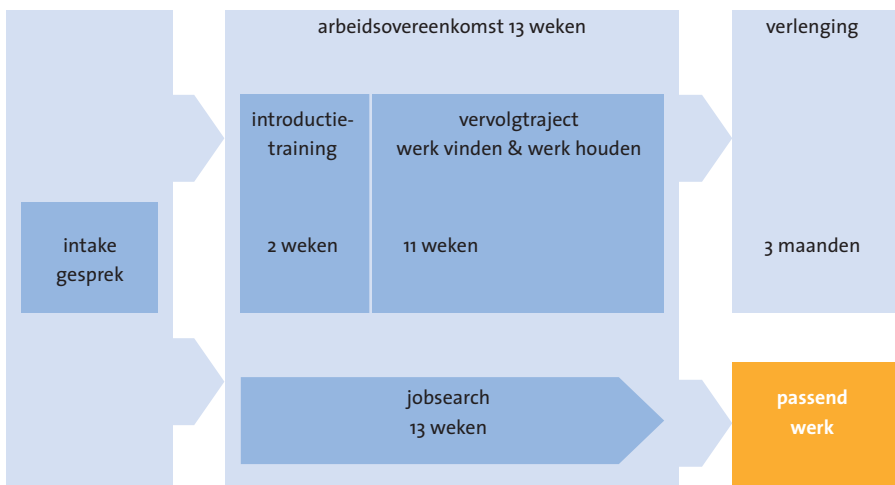 arbeidsovereenkomst 13 weken
verlenging
introductie-
training
vervolgtraject
werk vinden & werk houden
intake
gesprek
2 weken
11 weken
3 maanden
jobsearch
13 weken
passend
werk